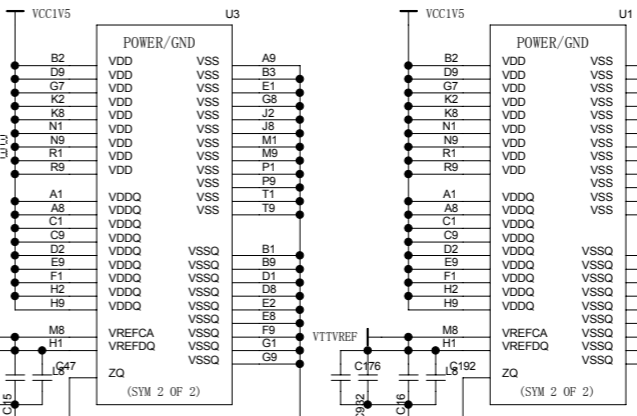 VCC1V5 U3 VCC1V5 U1
POWER/GND POWER/GND
B2 VDD VSS A9 B2 VDD VSS
D9 VDD VSS B3 D9 VDD VSS
G7 VDD VSS E1 G7 VDD VSS
K2 VDD VSS G8 K2 VDD VSS
K8 VDD VSS J2 K8 VDD VSS
N1 VDD VSS J8 N1 VDD VSS
N9 VDD VSS M1 N9 VDD VSS
R1 VDD VSS M9 R1 VDD VSS
R9 VDD VSS P1 R9 VDD VSS
VSS P9 VSS
A1 VDDQ VSS T1 A1 VDDQ VSS
A8 VDDQ VSS T9 A8 VDDQ VSS
C1 VDDQ C1 VDDQ
C9 VDDQ C9 VDDQ
D2 VDDQ VSSQ B1 D2 VDDQ VSSQ
E9 VDDQ VSSQ B9 E9 VDDQ VSSQ
F1 VDDQ VSSQ D1 F1 VDDQ VSSQ
H2 VDDQ VSSQ D8 H2 VDDQ VSSQ
H9 VDDQ VSSQ E2 H9 VDDQ VSSQ
VSSQ E8 VSSQ
M8 VREFCA VSSQ F9 VTTVREF M8 VREFCA VSSQ
H1 VREFDQ VSSQ G1 H1 VREFDQ VSSQ
VSSQ G9 VSSQ
C47 L8 ZQ C176 C192 L8 ZQ
C15 (SYM 2 OF 2) C16 (SYM 2 OF 2)